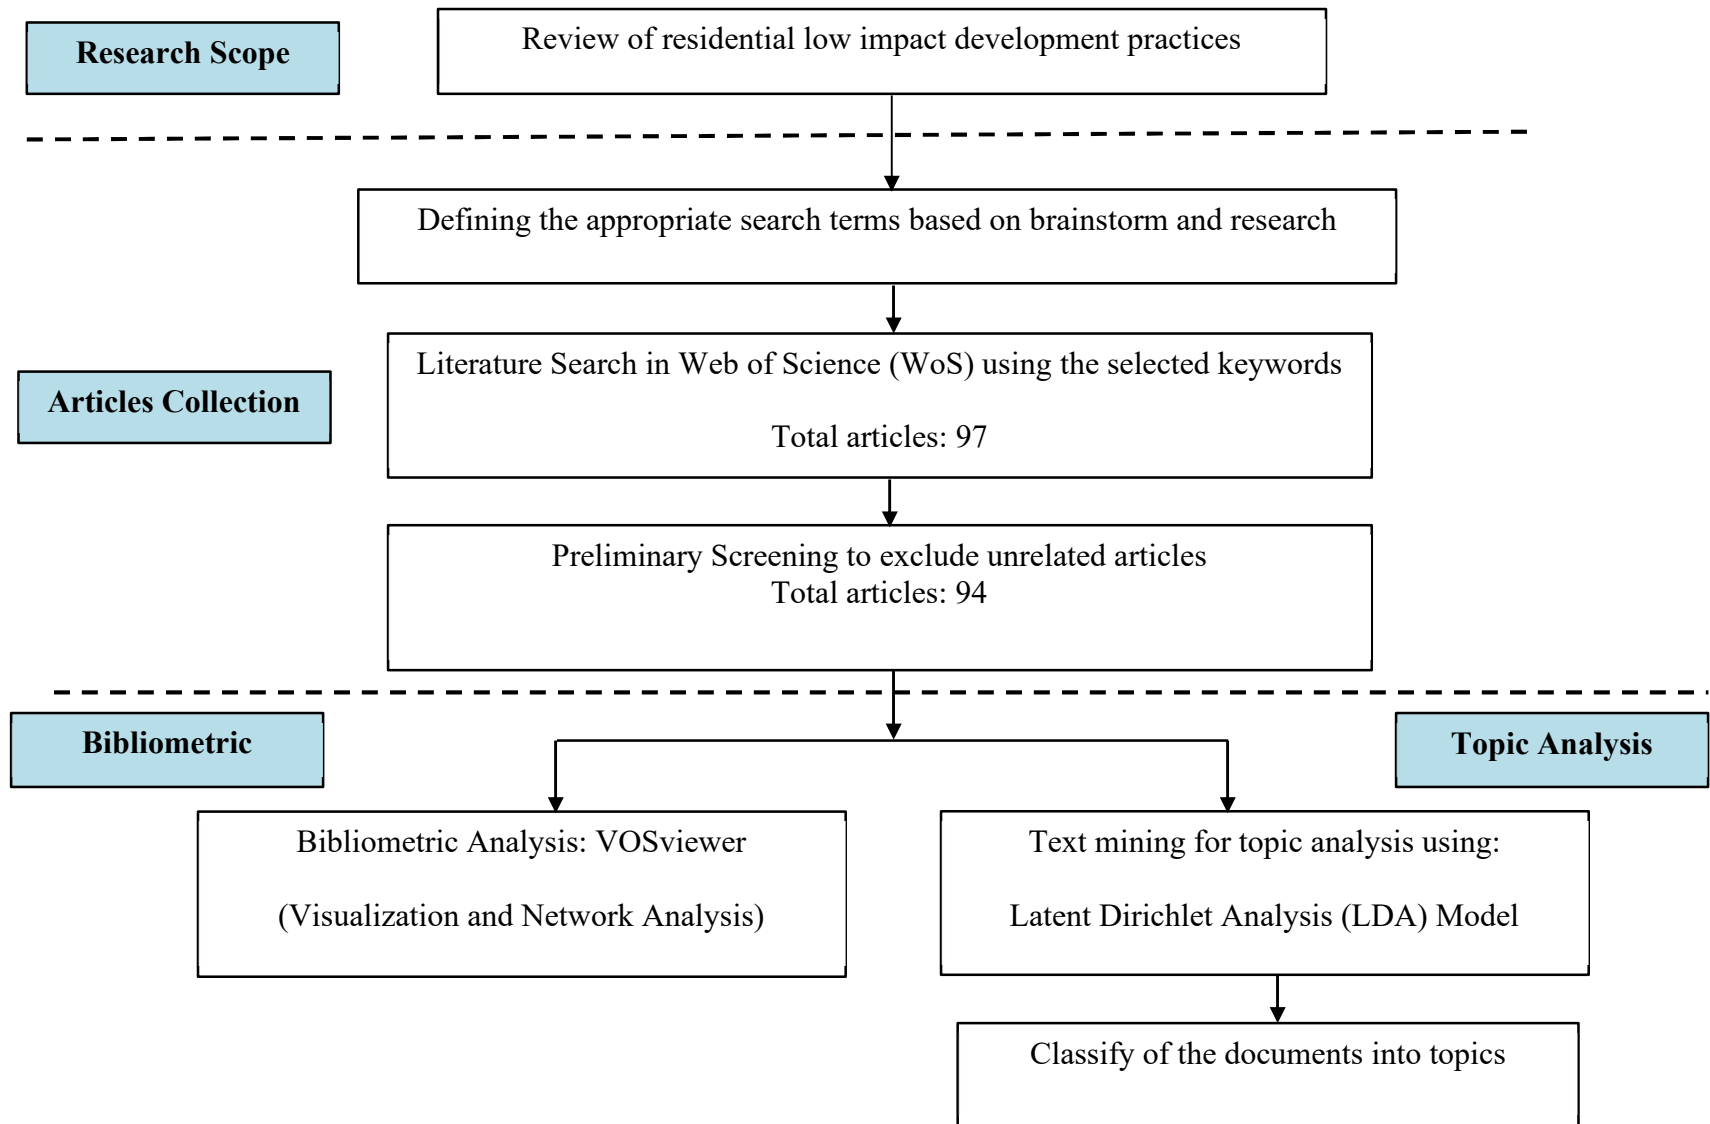 Research Scope
Review of residential low impact development practices
Defining the appropriate search terms based on brainstorm and research
Literature Search in Web of Science (WoS) using the selected keywords
Total articles: 97
Articles Collection
Preliminary Screening to exclude unrelated articles
Total articles: 94
Bibliometric
Topic Analysis
Bibliometric Analysis: VOSviewer
(Visualization and Network Analysis)
Text mining for topic analysis using:
Latent Dirichlet Analysis (LDA) Model
Classify of the documents into topics